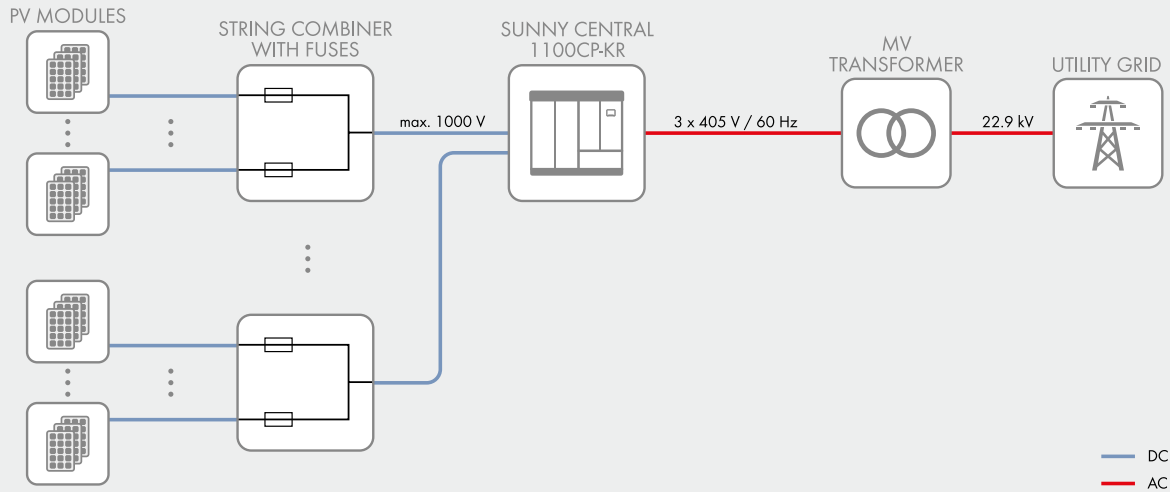 PV MODULES
STRING COMBINER
WITH FUSES
SUNNY CENTRAL
1100CP-KR
MV
TRANSFORMER
UTILITY GRID
max. 1000 V
3 x 405 V / 60 Hz
22.9 kV
DC
AC